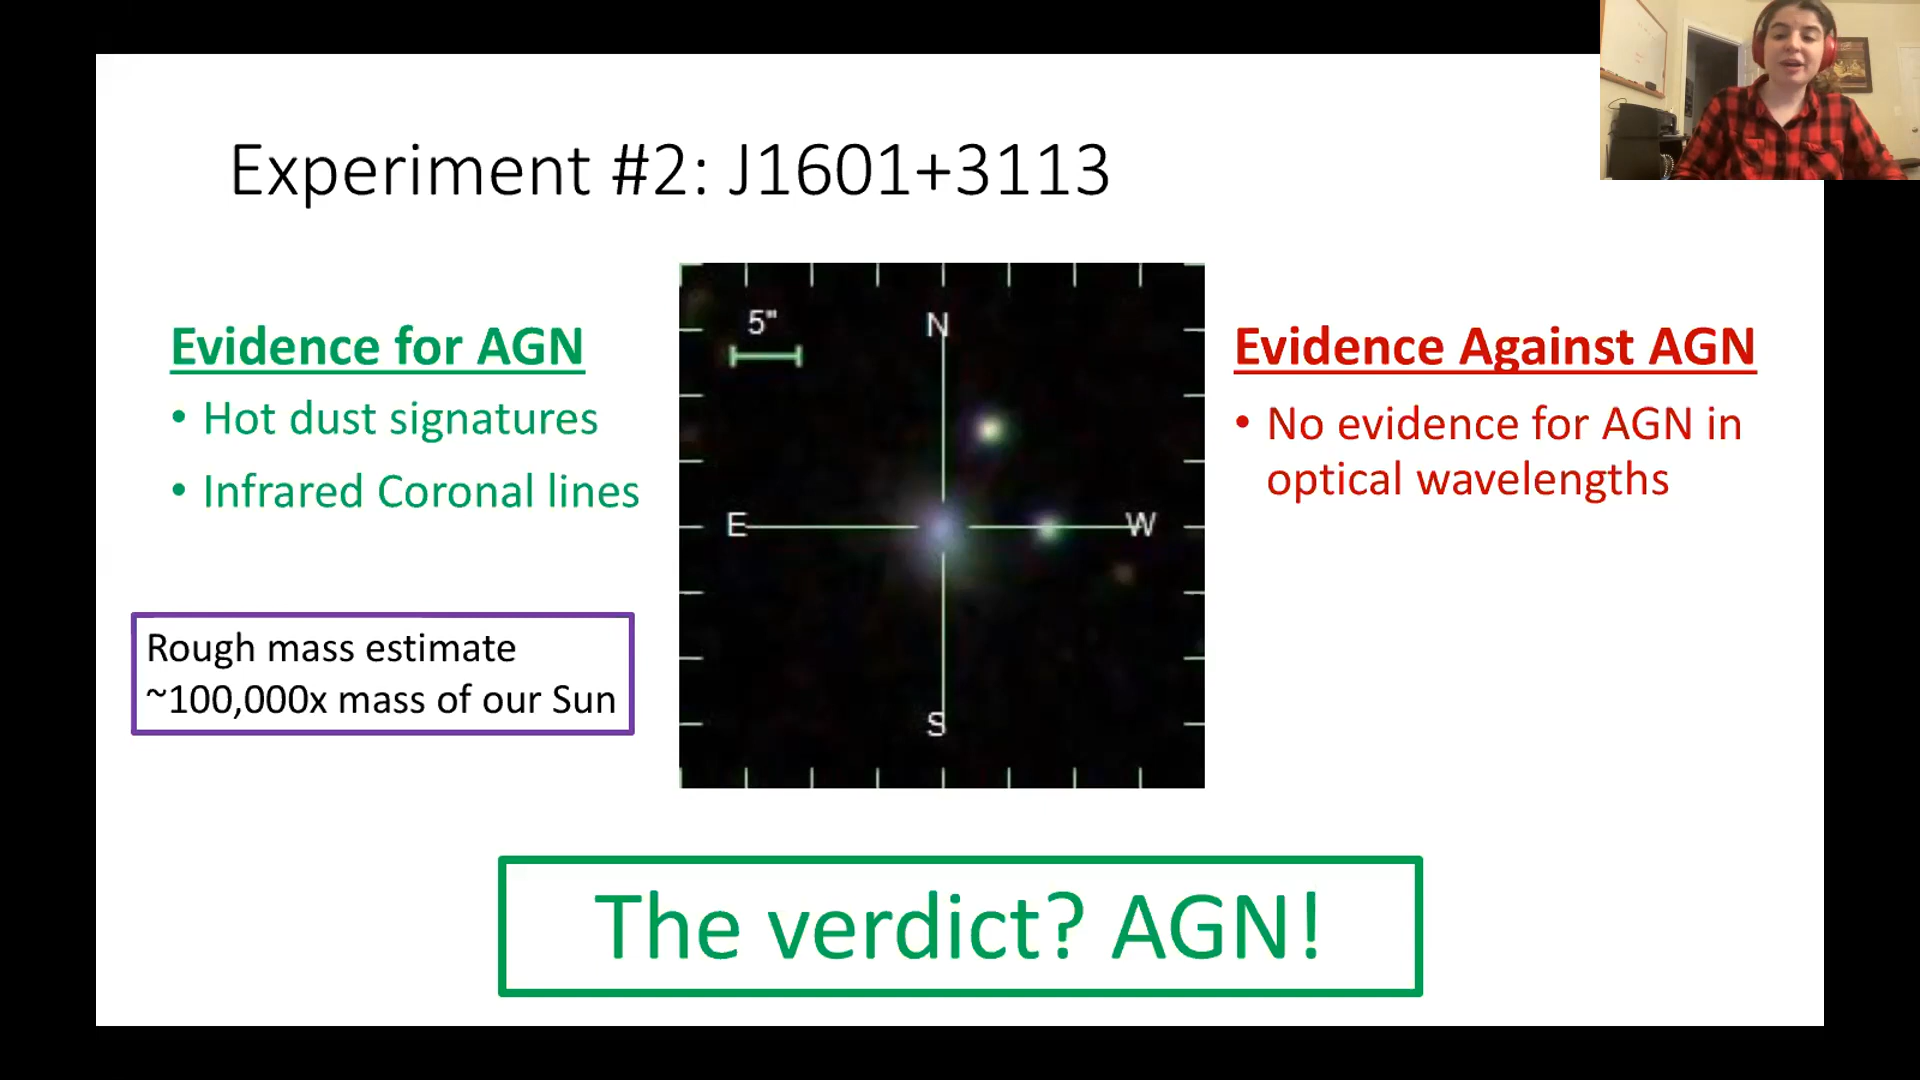 Experiment #2: J1601+3113
Evidence for AGN
• Hot dust signatures
• Infrared Coronal lines
Rough mass estimate
~100,000x mass of our Sun
5"
N
E
W
S
Evidence Against AGN
• No evidence for AGN in
optical wavelengths
The verdict? AGN!